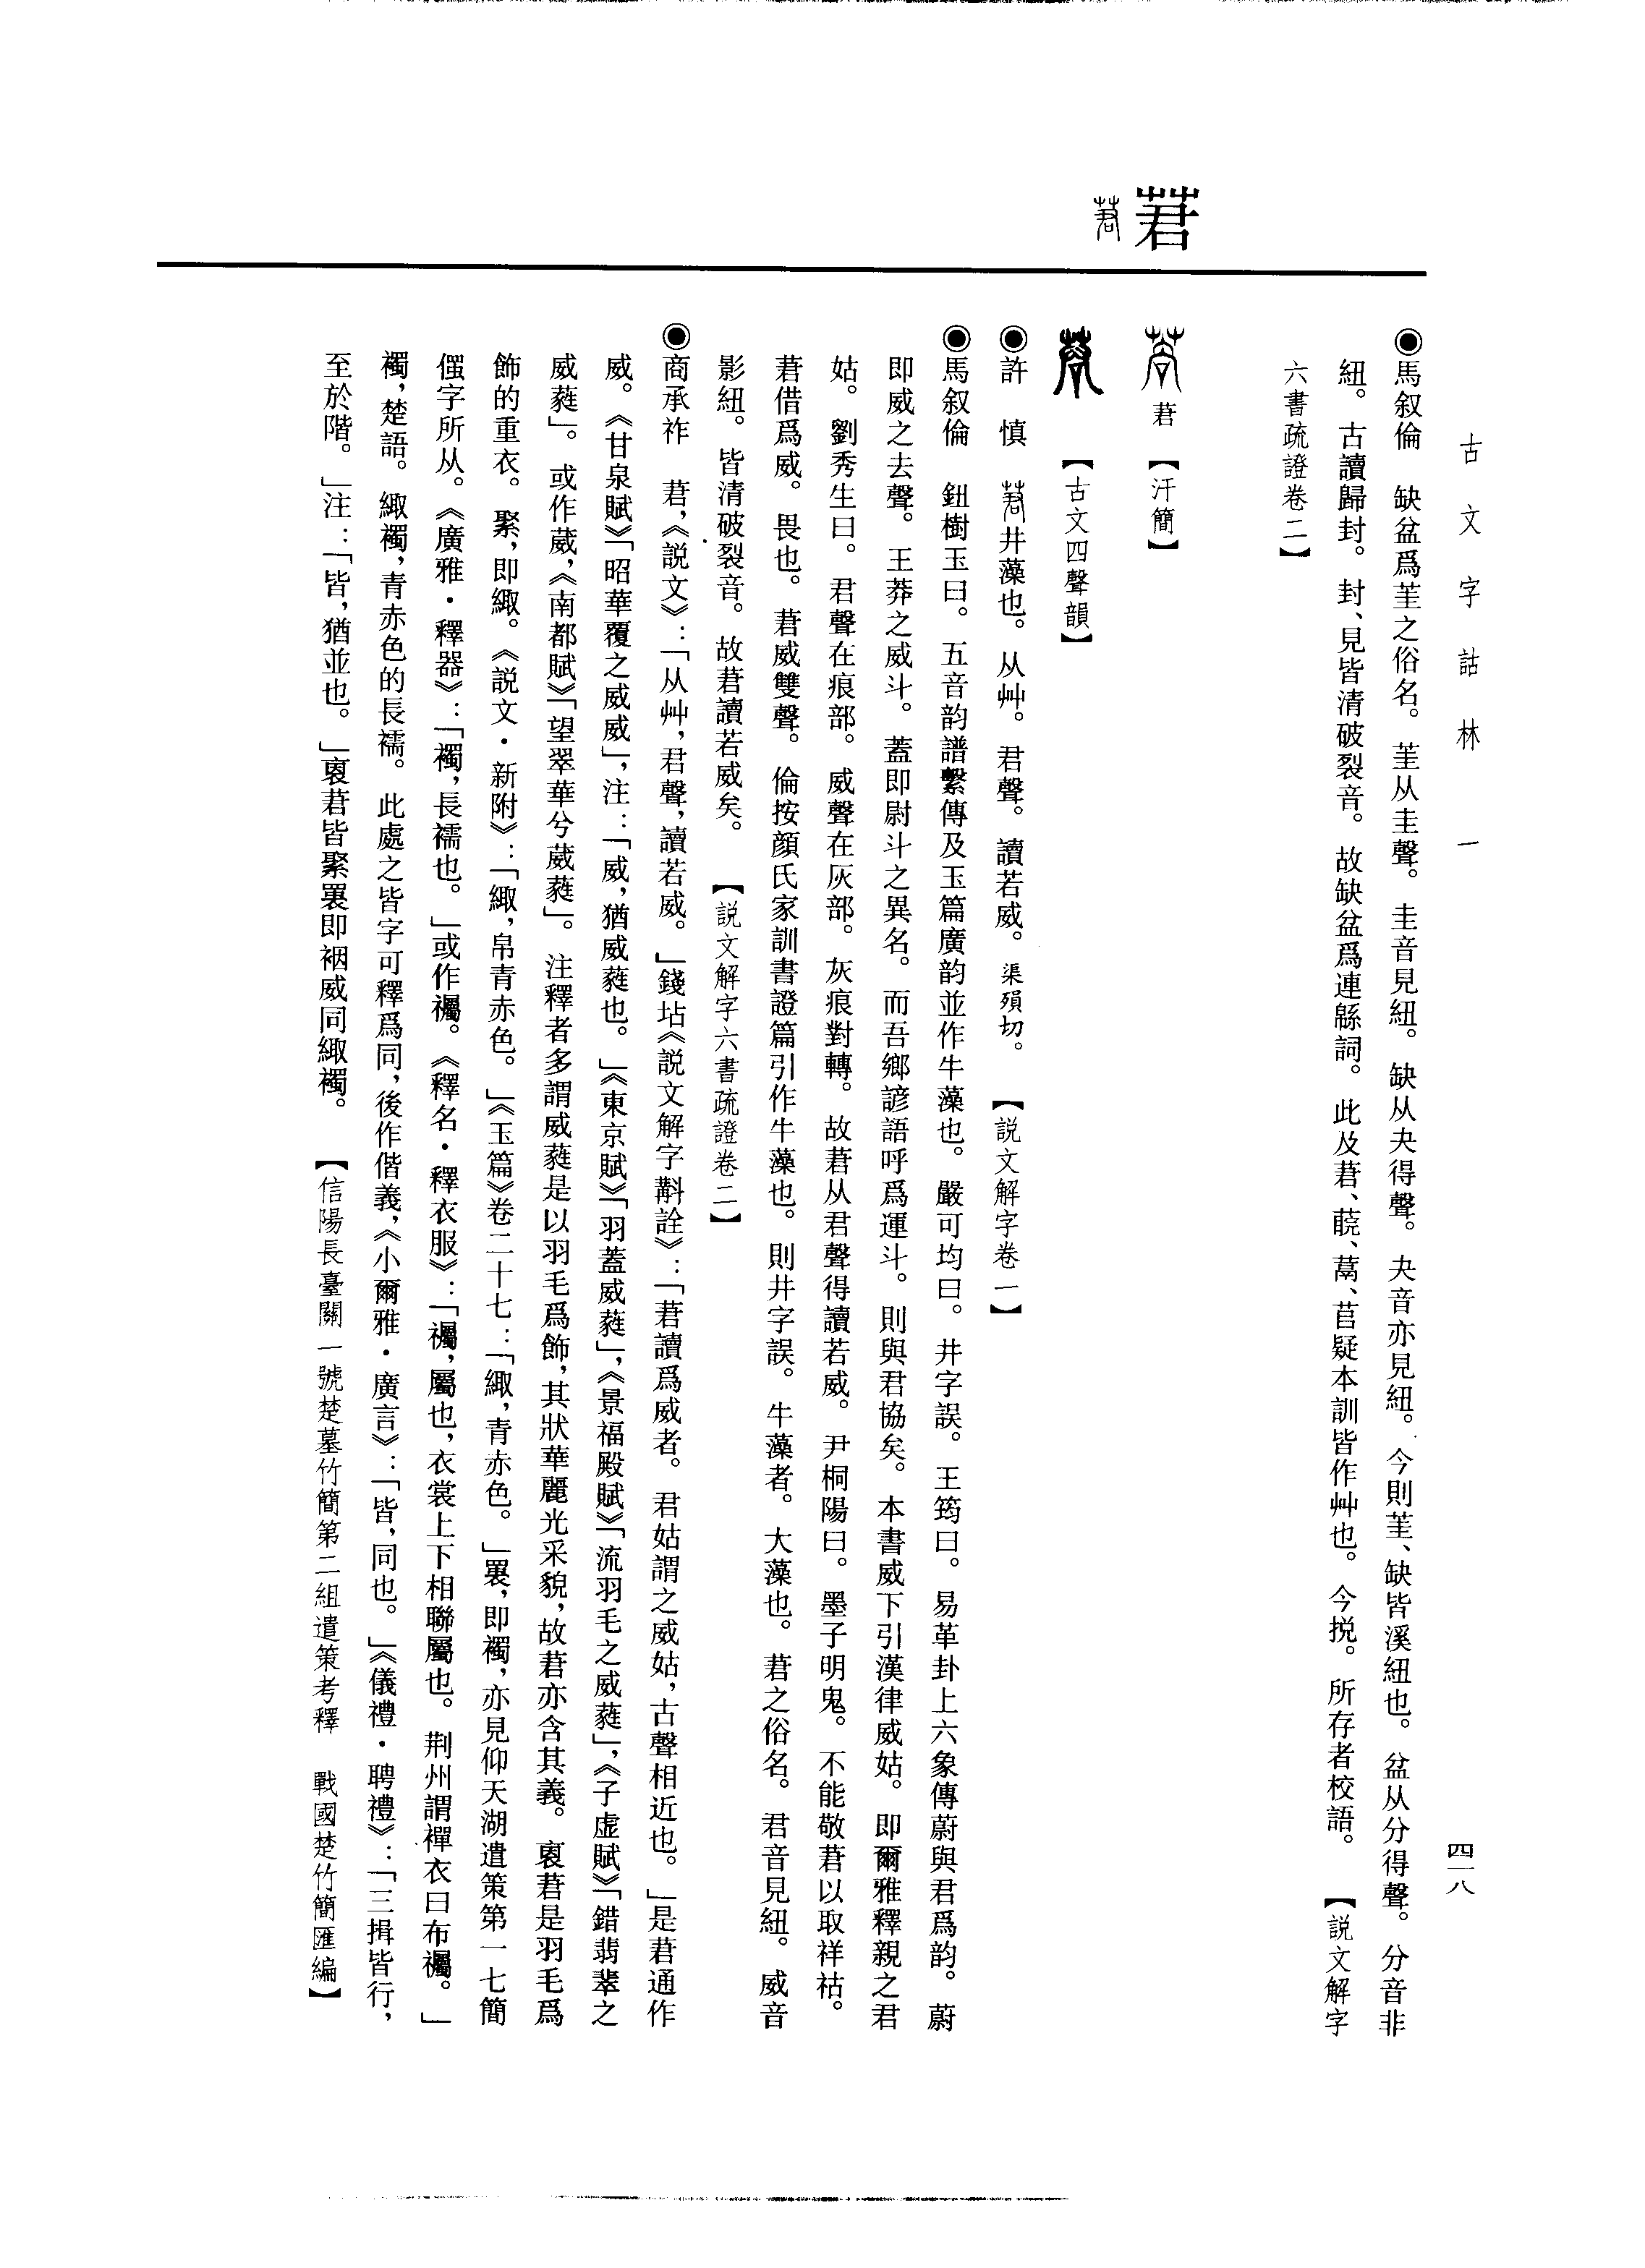 古文字詁林 一
四一八
◉馬叙倫 缺盆爲茥之俗名。茥从圭聲。圭音見紐。缺从夬得聲。夬音亦見紐。今則茥、缺皆溪紐也。盆从分得聲。分音非
紐。古讀歸封。封、見皆清破裂音。故缺盆爲連緜詞。此及莙、藈、萵、苢疑本訓皆作艸也。今挩。所存者校語。【説文解字
六書疏證卷二】
莙
莙【汗簡】
【古文四聲韻】
◉許 慎 莙井藻也。从艸。君聲。讀若威。渠殞切。【説文解字卷一】
◉馬叙倫 鈕樹玉曰。五音韵譜繫傳及玉篇廣韵並作牛藻也。嚴可均曰。井字誤。王筠曰。易革卦上六象傳蔚與君爲韵。蔚
即威之去聲。王莽之威斗。蓋即尉斗之異名。而吾鄉諺語呼爲運斗。則與君協矣。本書威下引漢律威姑。即爾雅釋親之君
姑。劉秀生曰。君聲在痕部。威聲在灰部。灰痕對轉。故莙从君聲得讀若威。尹桐陽曰。墨子明鬼。不能敬莙以取祥祜。
莙借爲威。畏也。莙威雙聲。倫按顏氏家訓書證篇引作牛藻也。則井字誤。牛藻者。大藻也。莙之俗名。君音見紐。威音
影紐。皆清破裂音。故莙讀若威矣。【説文解字六書疏證卷二】
◉商承祚 莙，《説文》：「从艸，君聲，讀若威。」錢坫《説文解字斠詮》：「莙讀爲威者。君姑謂之威姑，古聲相近也。」是莙通作
威。《甘泉賦》「昭華覆之威威」，注：「威，猶威蕤也。」《東京賦》「羽蓋威蕤」，《景福殿賦》「流羽毛之威蕤」，《子虛賦》「錯翡翠之
威蕤」。或作葳，《南都賦》「望翠華兮葳蕤」。注釋者多謂威蕤是以羽毛爲飾，其狀華麗光采貌，故莙亦含其義。裒莙是羽毛爲
飾的重衣。緊，即緅。《説文·新附》：「緅，帛青赤色。」《玉篇》卷二十七：「緅，青赤色。」褁，即襡，亦見仰天湖遣策第一七簡
㒔字所从。《廣雅·釋器》：「襡，長襦也。」或作襩。《釋名·釋衣服》：「襩，屬也，衣裳上下相聯屬也。荆州謂襌衣曰布襩。」
襡，楚語。緅襡，青赤色的長襦。此處之皆字可釋爲同，後作偕義，《小爾雅·廣言》：「皆，同也。」《儀禮·聘禮》：「三揖皆行，
至於階。」注：「皆，猶並也。」裒莙皆緊褁即裀威同緅襡。【信陽長臺關一號楚墓竹簡第二組遣策考釋 戰國楚竹簡匯編】